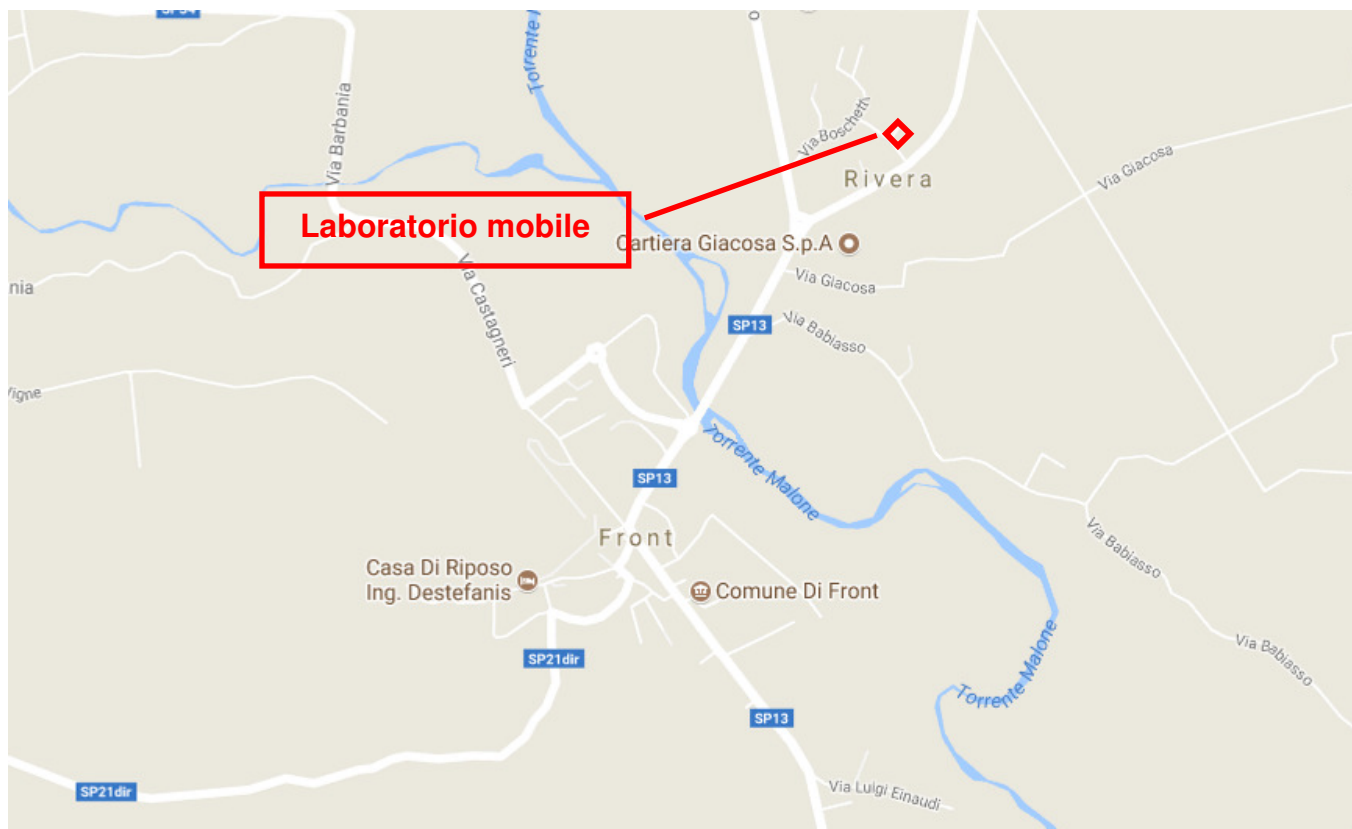 Torrente
Via Barbania
Via Boschetti
Via Giacosa
Rivera
Laboratorio mobile
Cartiera Giacosa S.p.A
Via Giacosa
nia
Via Castagneri
SP13
Via Babiasso
Vigne
Torrente Malone
SP13
Front
Via Babiasso
Casa Di Riposo
Ing. Destefanis
Comune Di Front
Via Babiasso
SP21dir
Torrente Malone
SP13
SP21dir
Via Luigi Einaudi